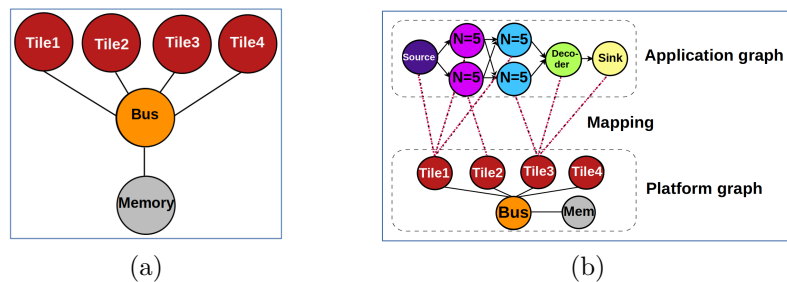 Tile1 Tile2 Tile3 Tile4
Bus
Memory
(a)
N=5 N=5
Source Deco-
der Sink
N=5 N=5
Application graph
Mapping
Tile1 Tile2 Tile3 Tile4
Platform graph
Bus Mem
(b)